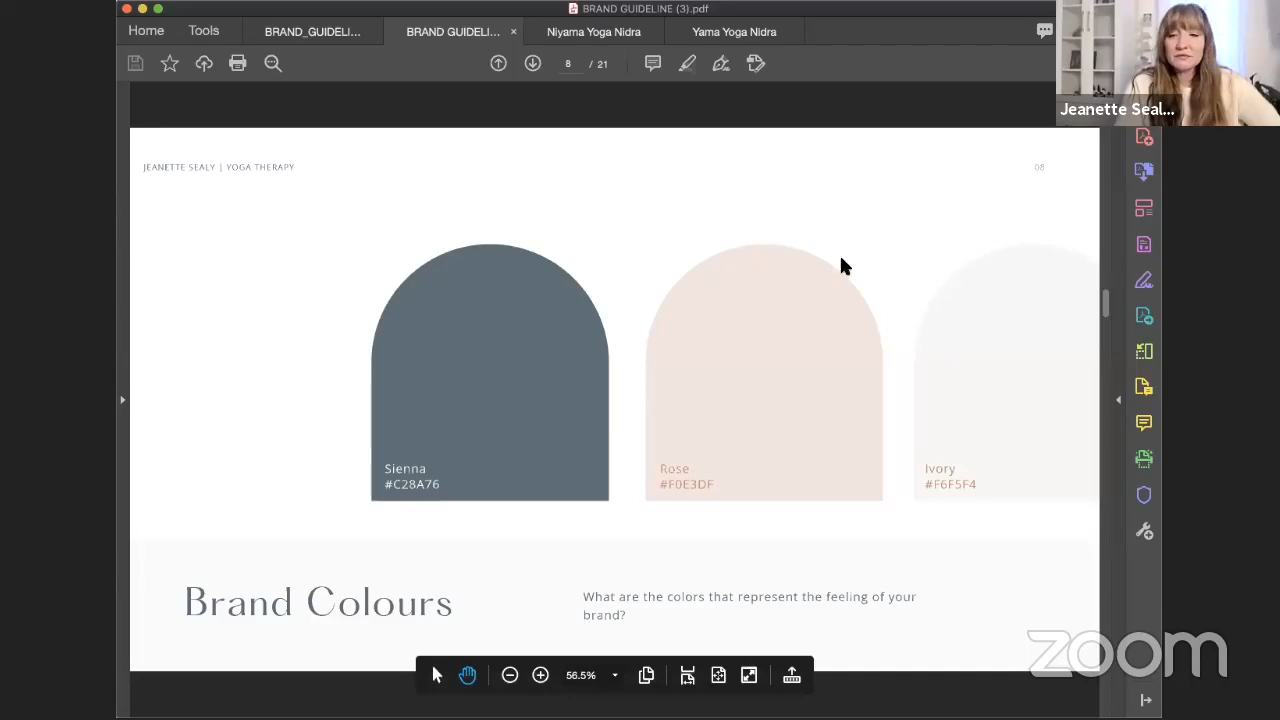 BRAND GUIDELINE (3).pdf
Home Tools BRAND_GUIDELI... BRAND GUIDELI... × Niyama Yoga Nidra Yama Yoga Nidra
8 / 21
Jeanette Seal...
JEANETTE SEALY | YOGA THERAPY
08
Sienna
#C28A76
Rose
#F0E3DF
Ivory
#F6F5F4
Brand Colours
What are the colors that represent the feeling of your
brand?
56.5%
zoom